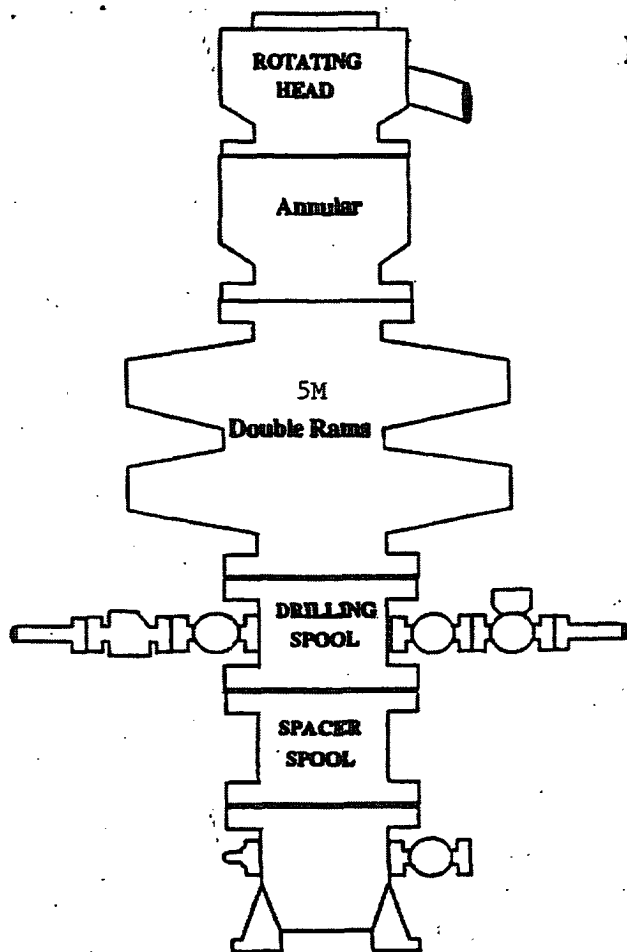 ROTATING
HEAD
Annular
5M
Double Rams
DRILLING
SPOOL
SPACER
SPOOL